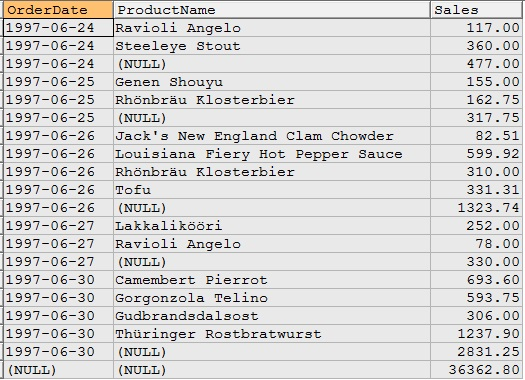 OrderDate ProductName Sales
1997-06-24 Ravioli Angelo 117.00
1997-06-24 Steeleye Stout 360.00
1997-06-24 (NULL) 477.00
1997-06-25 Genen Shouyu 155.00
1997-06-25 Rhönbräu Klosterbier 162.75
1997-06-25 (NULL) 317.75
1997-06-26 Jack's New England Clam Chowder 82.51
1997-06-26 Louisiana Fiery Hot Pepper Sauce 599.92
1997-06-26 Rhönbräu Klosterbier 310.00
1997-06-26 Tofu 331.31
1997-06-26 (NULL) 1323.74
1997-06-27 Lakkalikööri 252.00
1997-06-27 Ravioli Angelo 78.00
1997-06-27 (NULL) 330.00
1997-06-30 Camembert Pierrot 693.60
1997-06-30 Gorgonzola Telino 593.75
1997-06-30 Gudbrandsdalsost 306.00
1997-06-30 Thüringer Rostbratwurst 1237.90
1997-06-30 (NULL) 2831.25
(NULL) (NULL) 36362.80